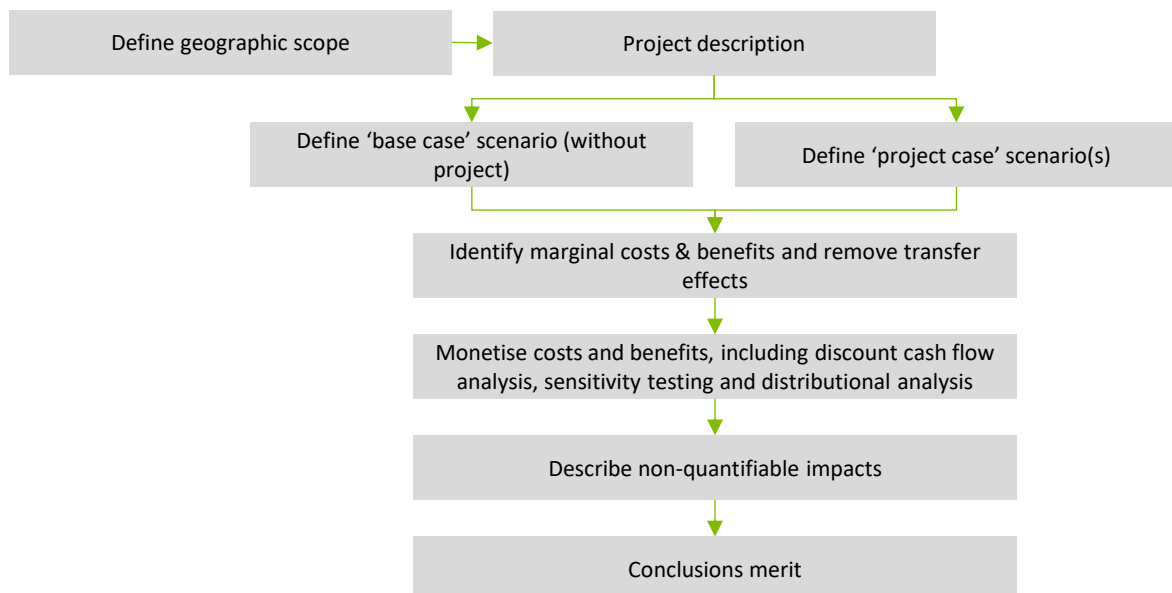 Define geographic scope
Project description
Define ‘base case’ scenario (without
project)
Define ‘project case’ scenario(s)
Identify marginal costs & benefits and remove transfer
effects
Monetise costs and benefits, including discount cash flow
analysis, sensitivity testing and distributional analysis
Describe non-quantifiable impacts
Conclusions merit